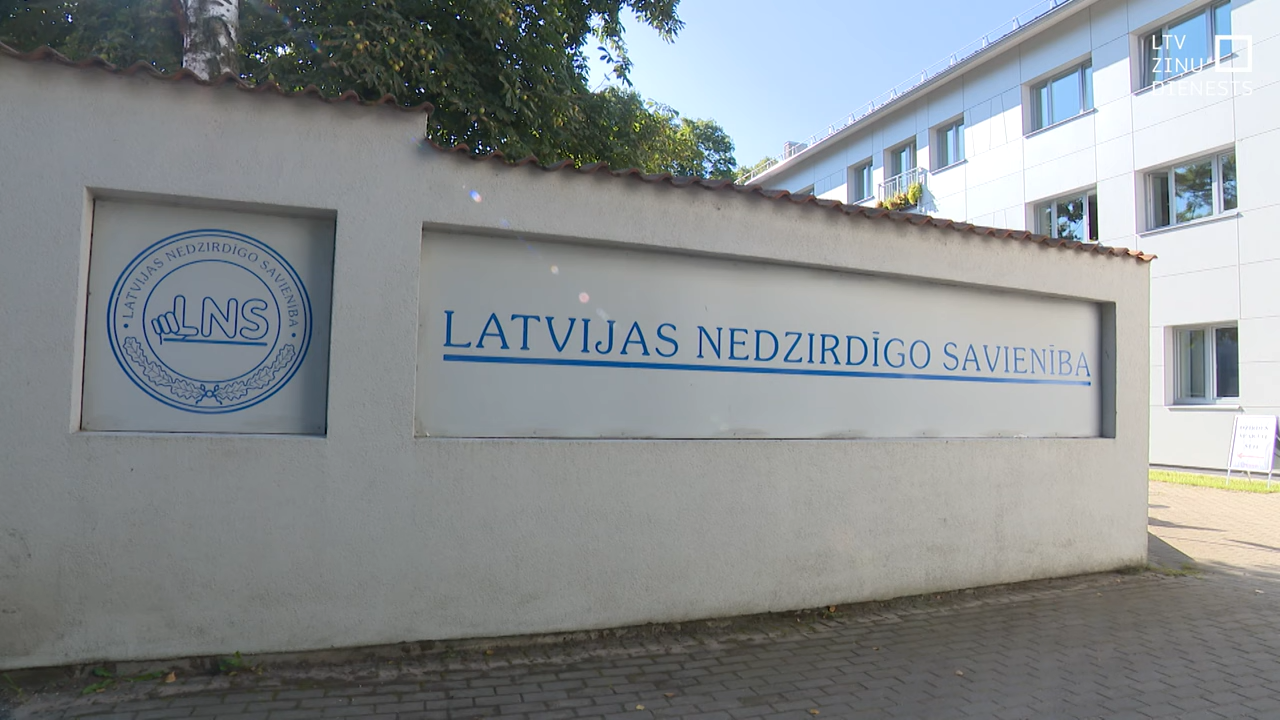 LTV
ZIŅU
DIENESTS
LATVIJAS NEDZIRDĪGO SAVIENĪBA
LNS
LATVIJAS NEDZIRDĪGO SAVIENĪBA